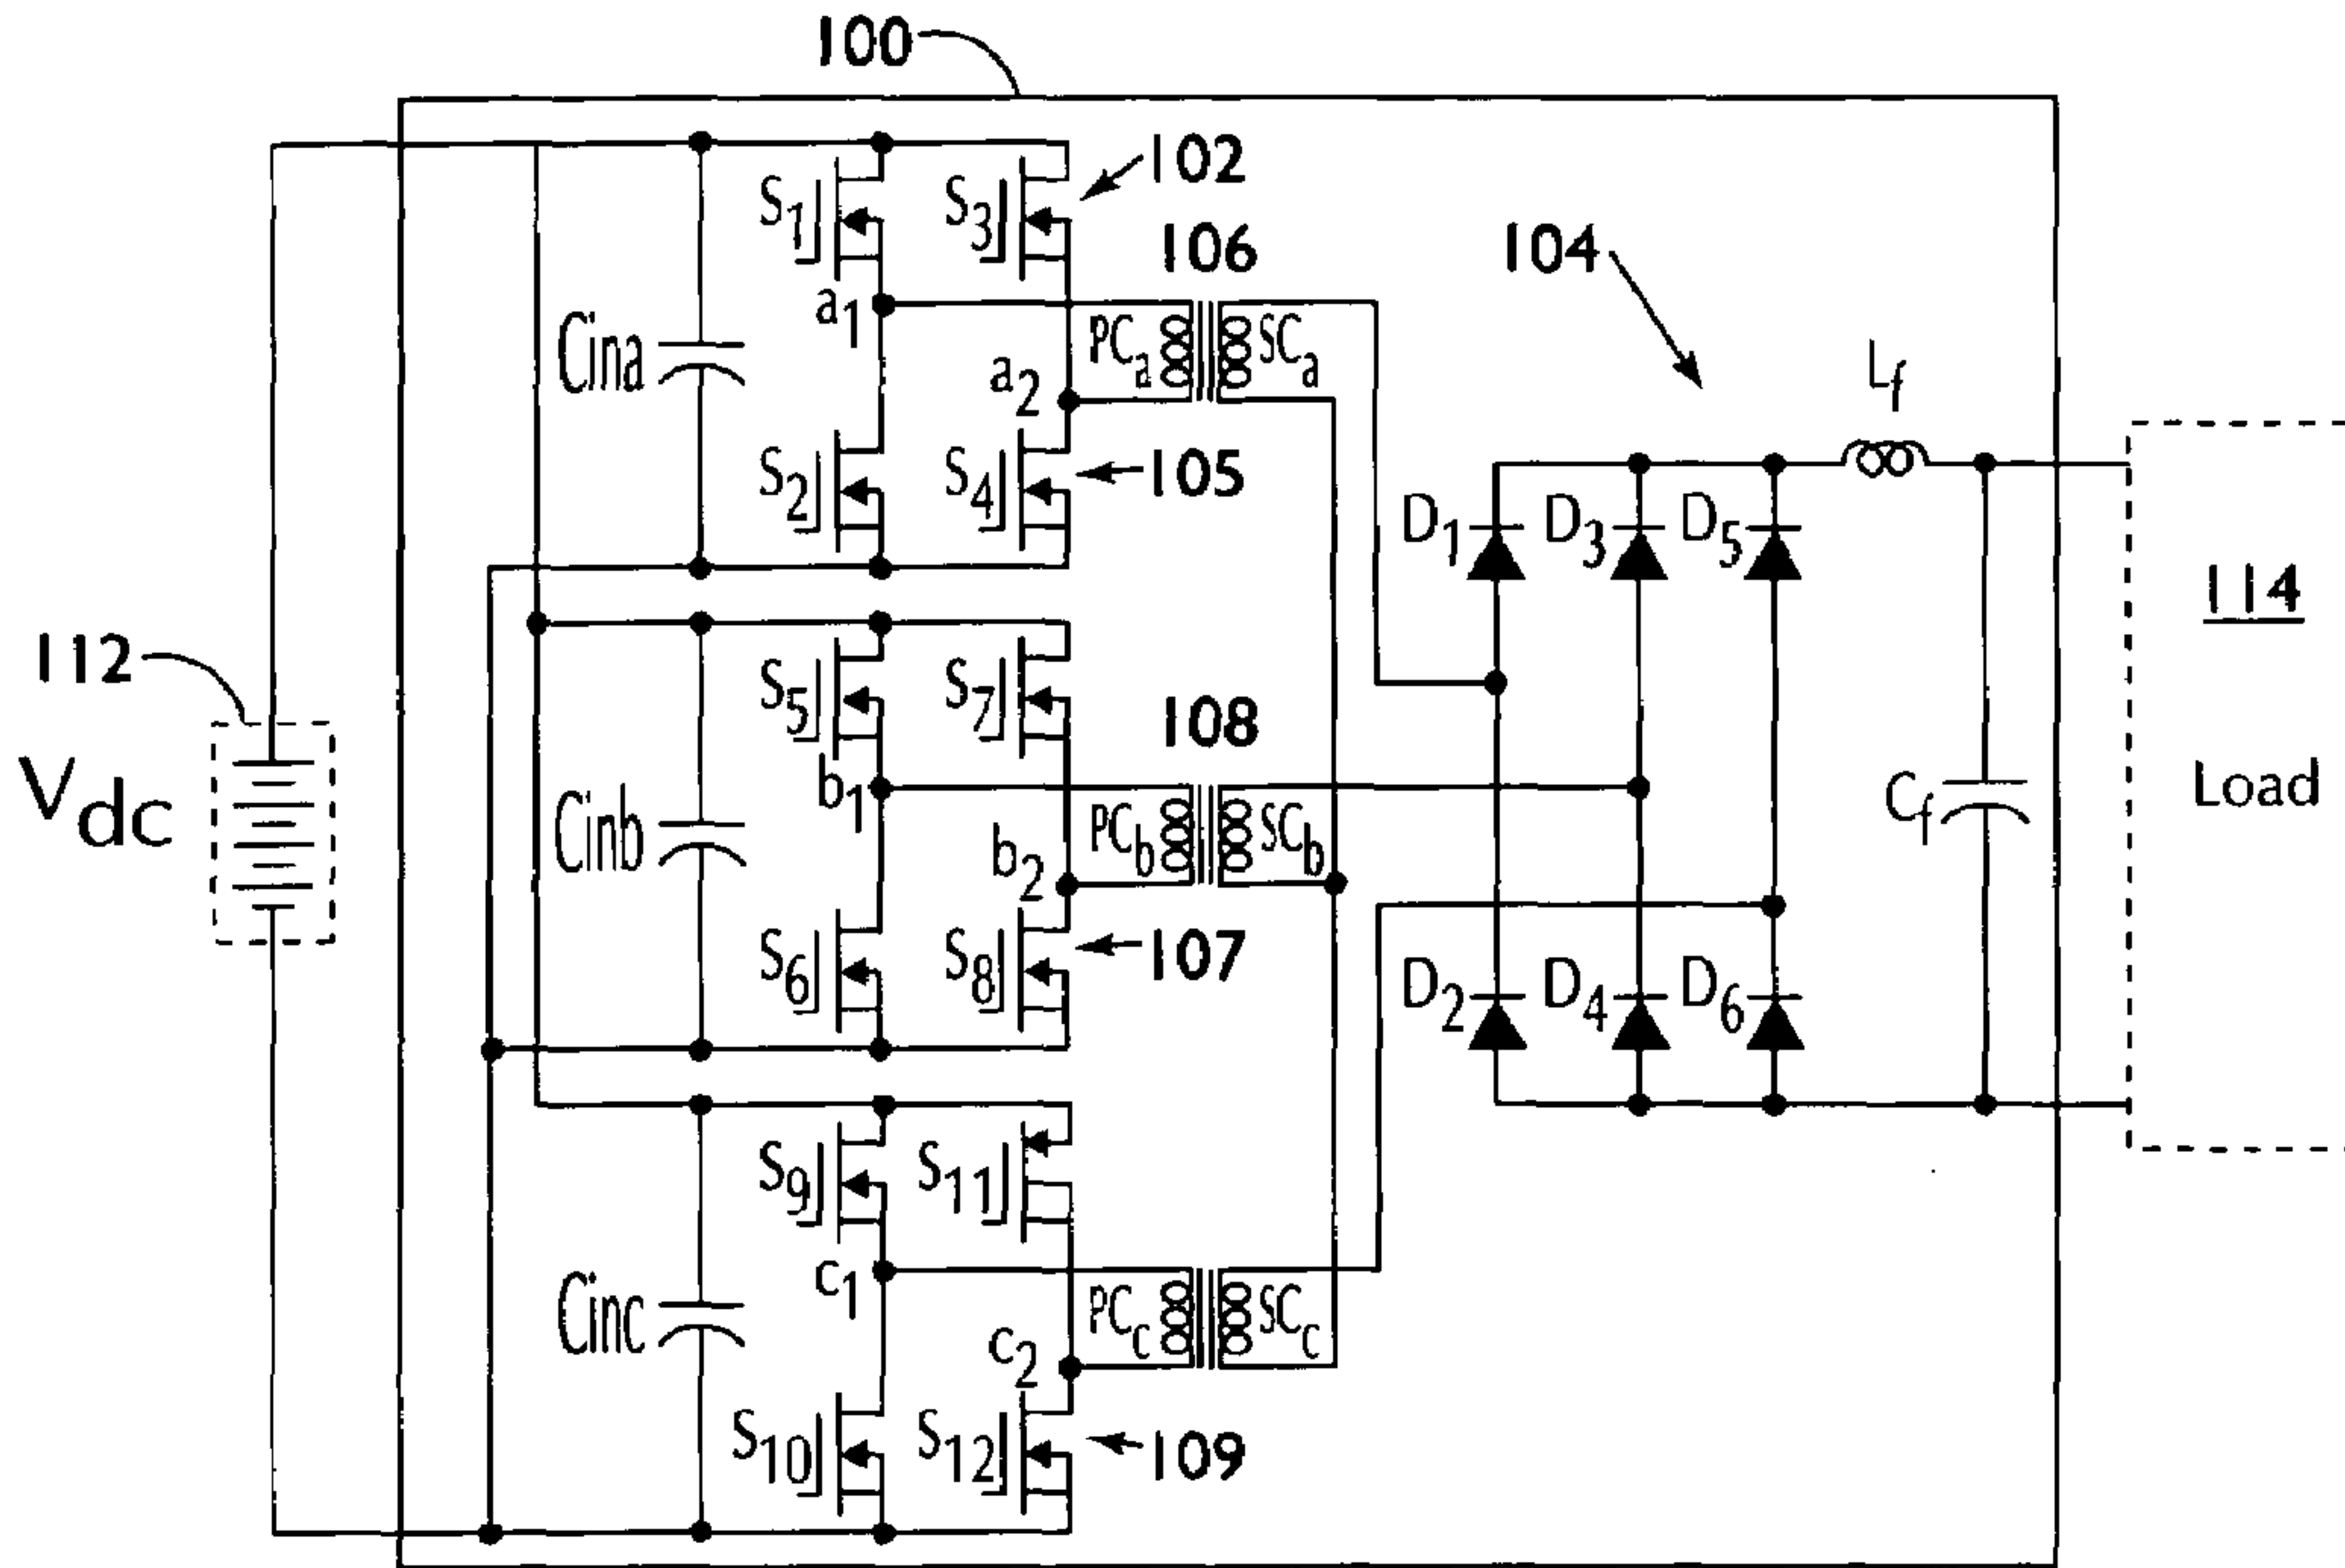 100
S1
S3
102
106
104
a1
Cina
PCa
SCa
a2
Lf
S2
S4
105
D1
D3
D5
114
112
S5
S7
108
Vdc
b1
Cinb
PCb
SCb
b2
Cf
Load
S6
S8
107
D2
D4
D6
S9
S11
c1
Cinc
PCc
SCc
c2
S10
S12
109